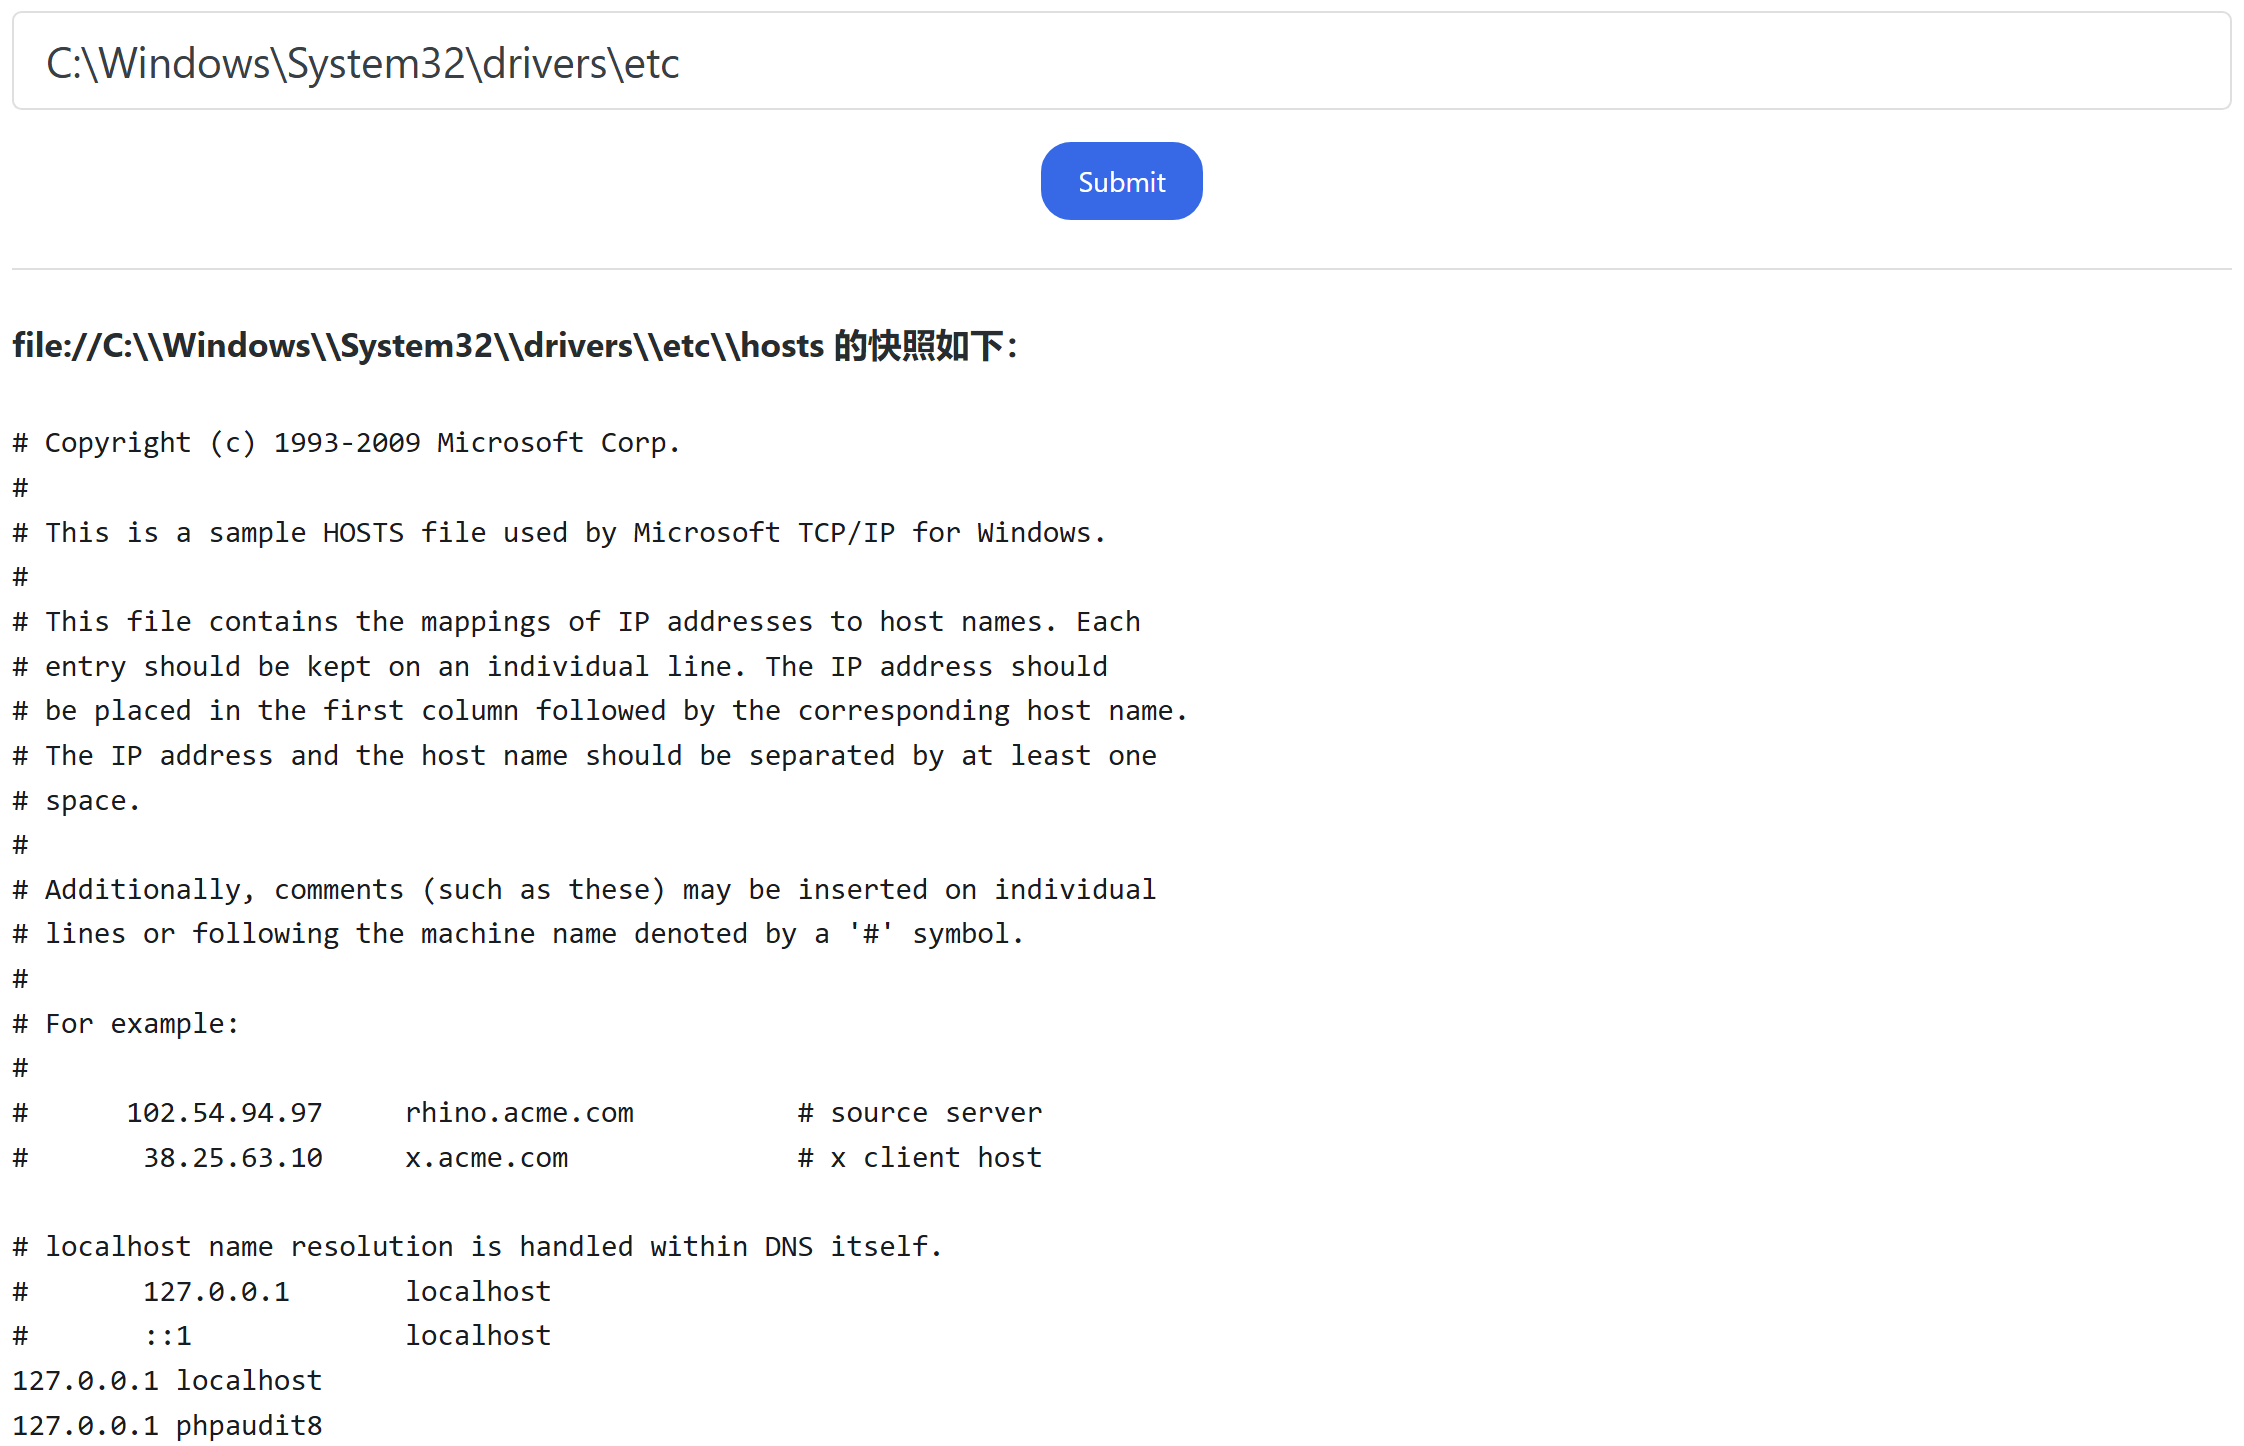 C:\Windows\System32\drivers\etc
Submit
file://C:\\Windows\\System32\\drivers\\etc\\hosts 的快照如下：
# Copyright (c) 1993-2009 Microsoft Corp.
#
# This is a sample HOSTS file used by Microsoft TCP/IP for Windows.
#
# This file contains the mappings of IP addresses to host names. Each
# entry should be kept on an individual line. The IP address should
# be placed in the first column followed by the corresponding host name.
# The IP address and the host name should be separated by at least one
# space.
#
# Additionally, comments (such as these) may be inserted on individual
# lines or following the machine name denoted by a '#' symbol.
#
# For example:
#
#      102.54.94.97     rhino.acme.com          # source server
#       38.25.63.10     x.acme.com              # x client host
# localhost name resolution is handled within DNS itself.
#       127.0.0.1       localhost
#       ::1             localhost
127.0.0.1 localhost
127.0.0.1 phpaudit8